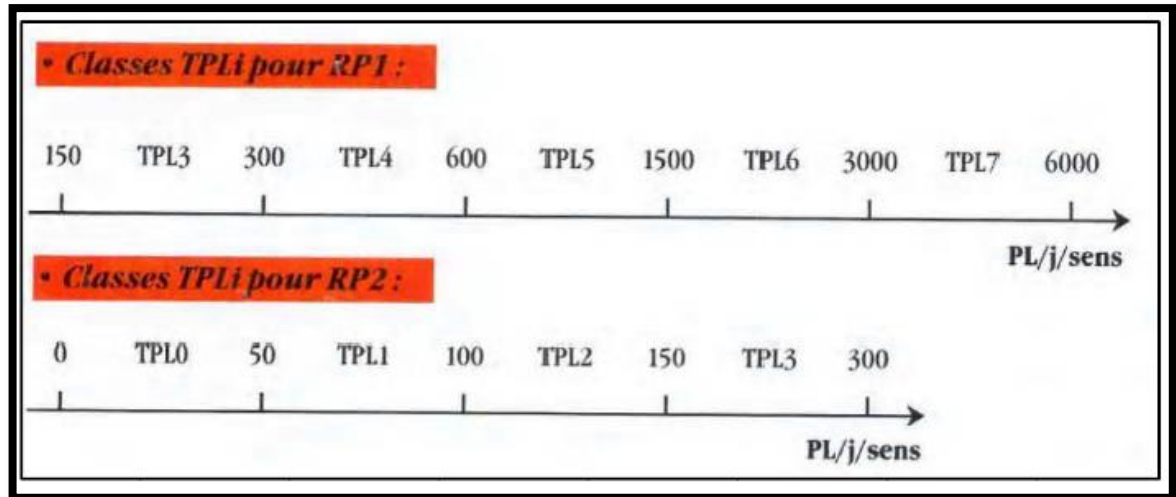 • Classes TPLi pour RP1 :
150 TPL3 300 TPL4 600 TPL5 1500 TPL6 3000 TPL7 6000
PL/j/sens
• Classes TPLi pour RP2 :
0 TPL0 50 TPL1 100 TPL2 150 TPL3 300
PL/j/sens